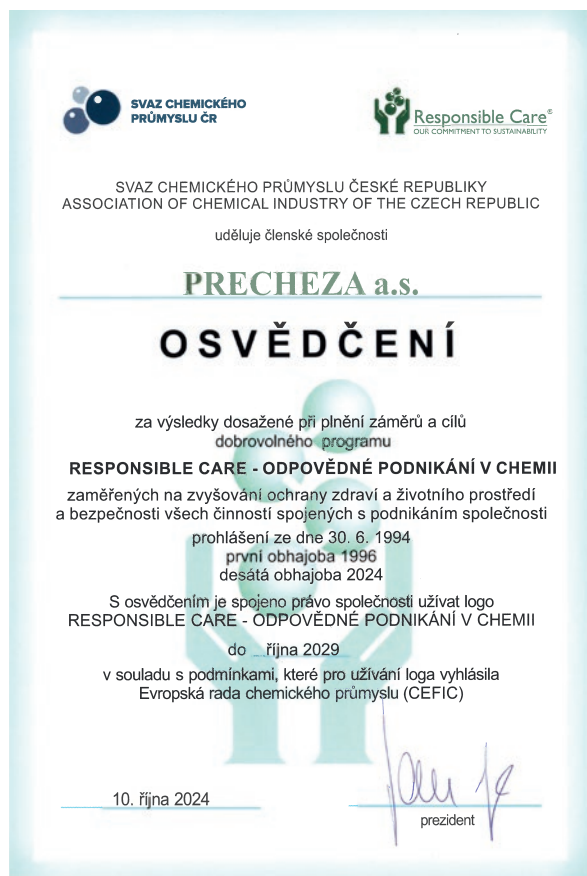 SVAZ CHEMICKÉHO
PRŮMYSLU ČR
Responsible Care®
OUR COMMITMENT TO SUSTAINABILITY
SVAZ CHEMICKÉHO PRŮMYSLU ČESKÉ REPUBLIKY
ASSOCIATION OF CHEMICAL INDUSTRY OF THE CZECH REPUBLIC
uděluje členské společnosti
PRECHEZA a.s.
OSVĚDČENÍ
za výsledky dosažené při plnění záměrů a cílů
dobrovolného programu
RESPONSIBLE CARE - ODPOVĚDNÉ PODNIKÁNÍ V CHEMII
zaměřených na zvyšování ochrany zdraví a životního prostředí
a bezpečnosti všech činností spojených s podnikáním společnosti
prohlášení ze dne 30. 6. 1994
první obhajoba 1996
desátá obhajoba 2024
S osvědčením je spojeno právo společnosti užívat logo
RESPONSIBLE CARE - ODPOVĚDNÉ PODNIKÁNÍ V CHEMII
do října 2029
v souladu s podmínkami, které pro užívání loga vyhlásila
Evropská rada chemického průmyslu (CEFIC)
10. října 2024
prezident